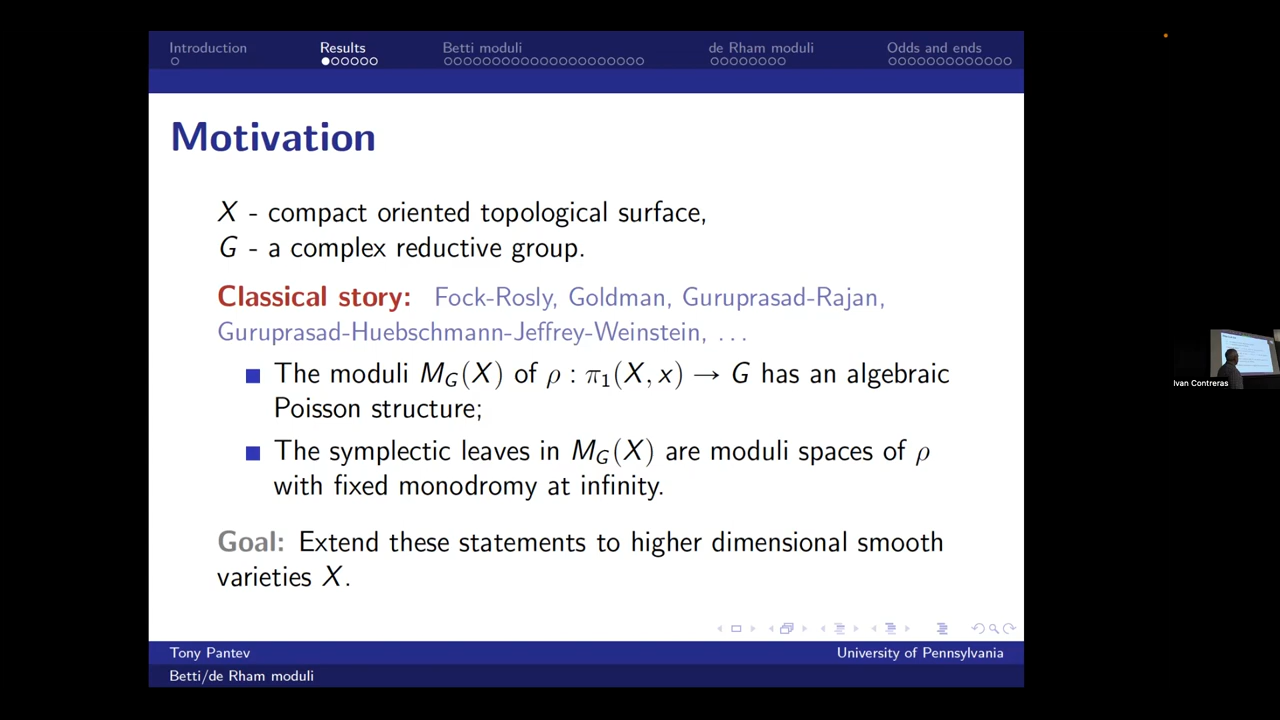 Introduction
Results
Betti moduli
de Rham moduli
Odds and ends
Motivation
X - compact oriented topological surface,
G - a complex reductive group.
Classical story: Fock-Rosly, Goldman, Guruprasad-Rajan,
Guruprasad-Huebschmann-Jeffrey-Weinstein, ...
The moduli M_G(X) of ρ : π₁(X, x) → G has an algebraic
Poisson structure;
The symplectic leaves in M_G(X) are moduli spaces of ρ
with fixed monodromy at infinity.
Goal: Extend these statements to higher dimensional smooth
varieties X.
Tony Pantev
University of Pennsylvania
Betti/de Rham moduli
Ivan Contreras